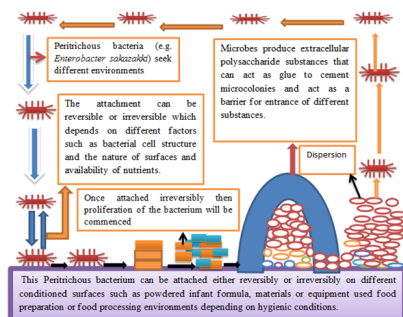 Peritrichous bacteria (e.g.
Enterobacter sakazakki) seek
different environments
Microbes produce extracellular
polysaccharide substances that
can act as glue to cement
microcolonies and act as a
barrier for entrance of different
substances.
The attachment can be
reversible or irreversible which
depends on different factors
such as bacterial cell structure
and the nature of surfaces and
availability of nutrients.
Dispersion
Once attached irreversibly then
proliferation of the bacterium will be
commenced
This Peritrichous bacterium can be attached either reversibly or irreversibly on different
conditioned surfaces such as powdered infant formula, materials or equipment used food
preparation or food processing environments depending on hygienic conditions.